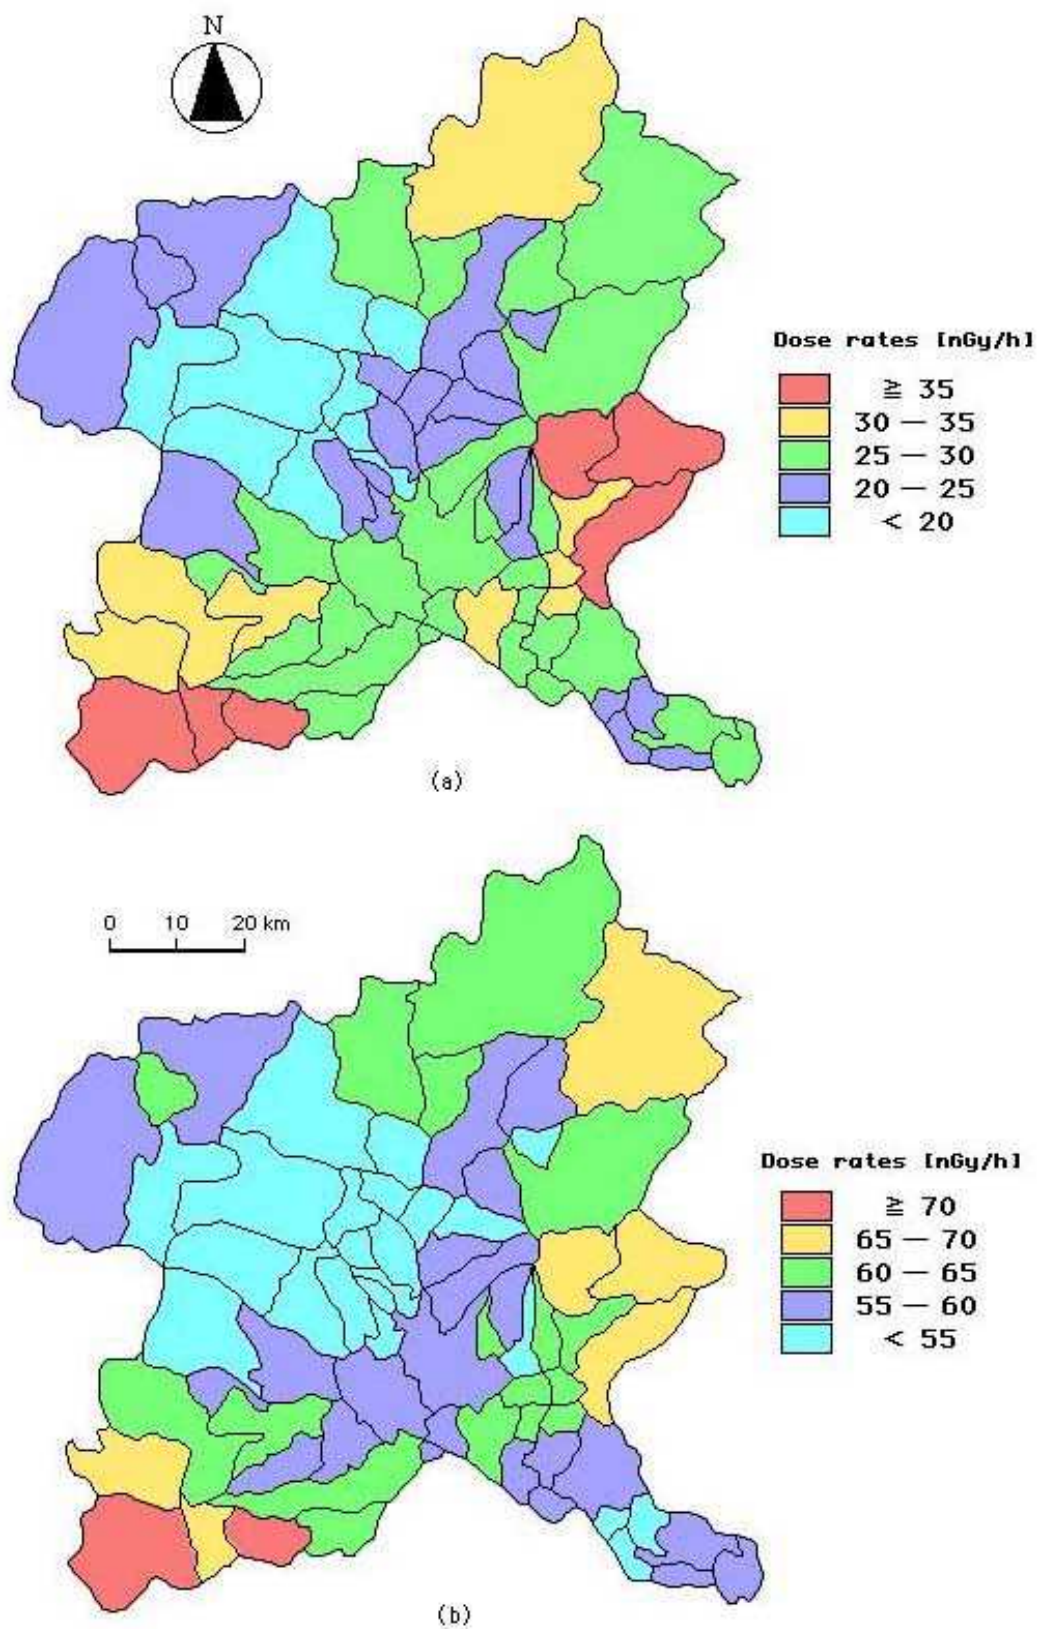 N
Dose rates [nGy/h]
≧ 35
30 — 35
25 — 30
20 — 25
< 20
(a)
0 10 20 km
Dose rates [nGy/h]
≧ 70
65 — 70
60 — 65
55 — 60
< 55
(b)